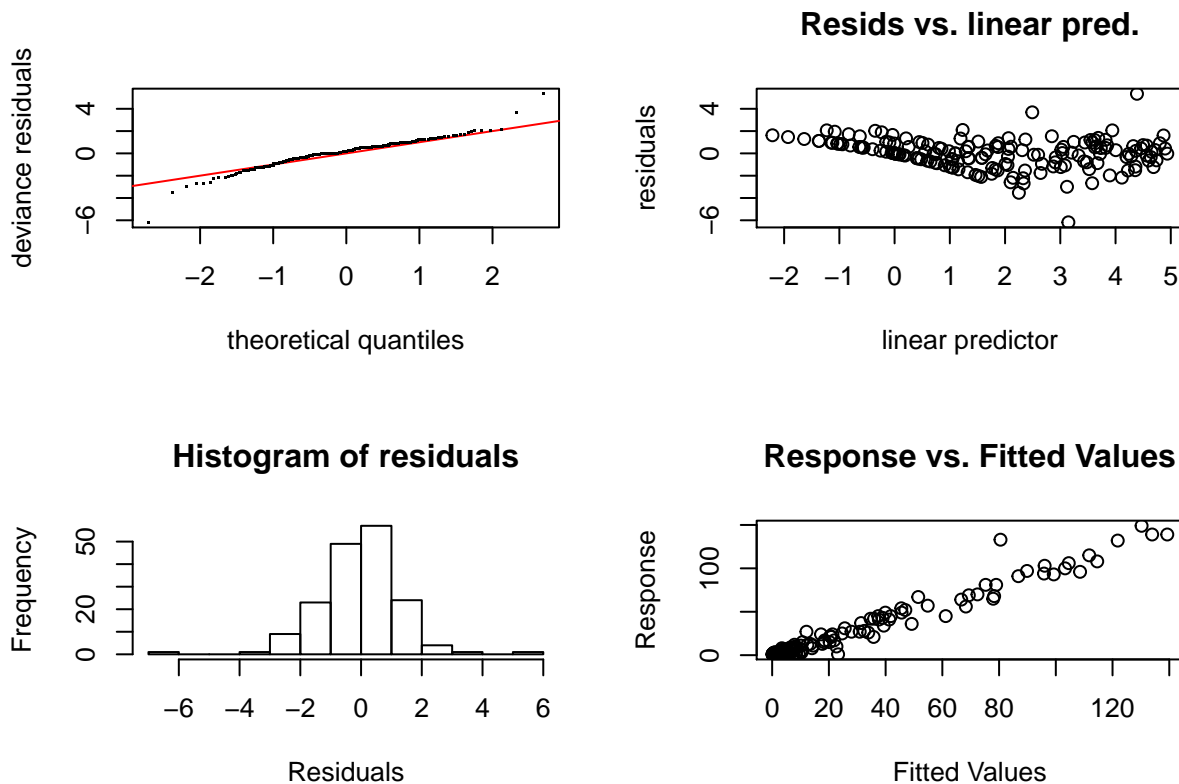 deviance residuals
4
0
−6
−2 −1 0 1 2
theoretical quantiles
Resids vs. linear pred.
residuals
4
0
−6
−2 −1 0 1 2 3 4 5
linear predictor
Histogram of residuals
Frequency
50
20
0
−6 −4 −2 0 2 4 6
Residuals
Response vs. Fitted Values
Response
100
0
0 20 40 60 80 120
Fitted Values